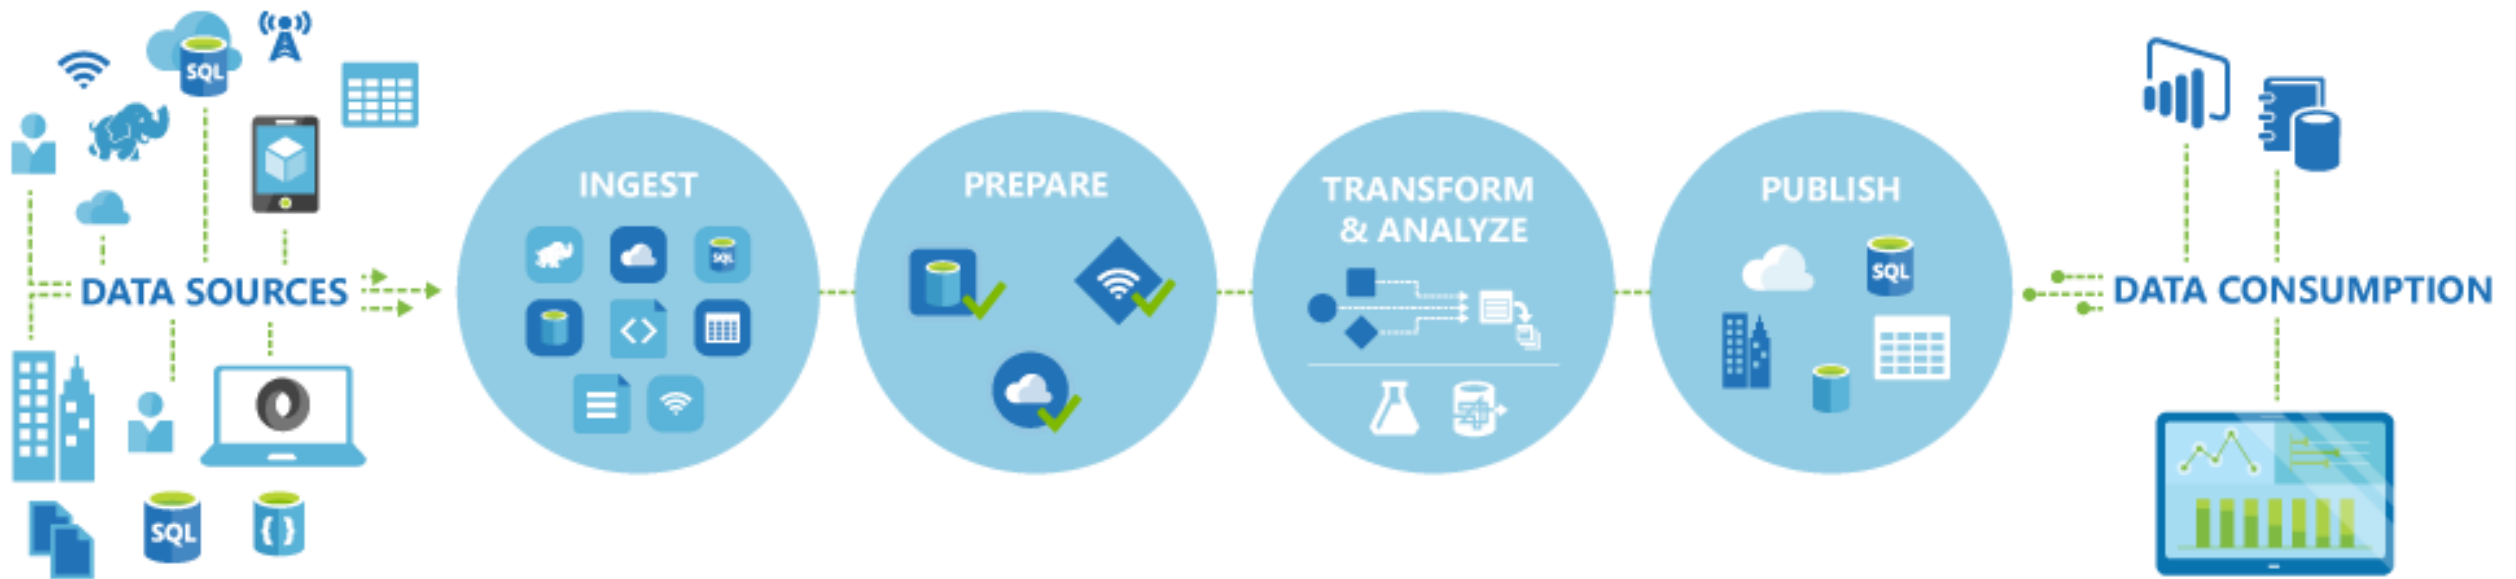 SQL
DATA SOURCES
SQL
{ }
INGEST
SQL
<>
PREPARE
TRANSFORM
& ANALYZE
PUBLISH
SQL
DATA CONSUMPTION